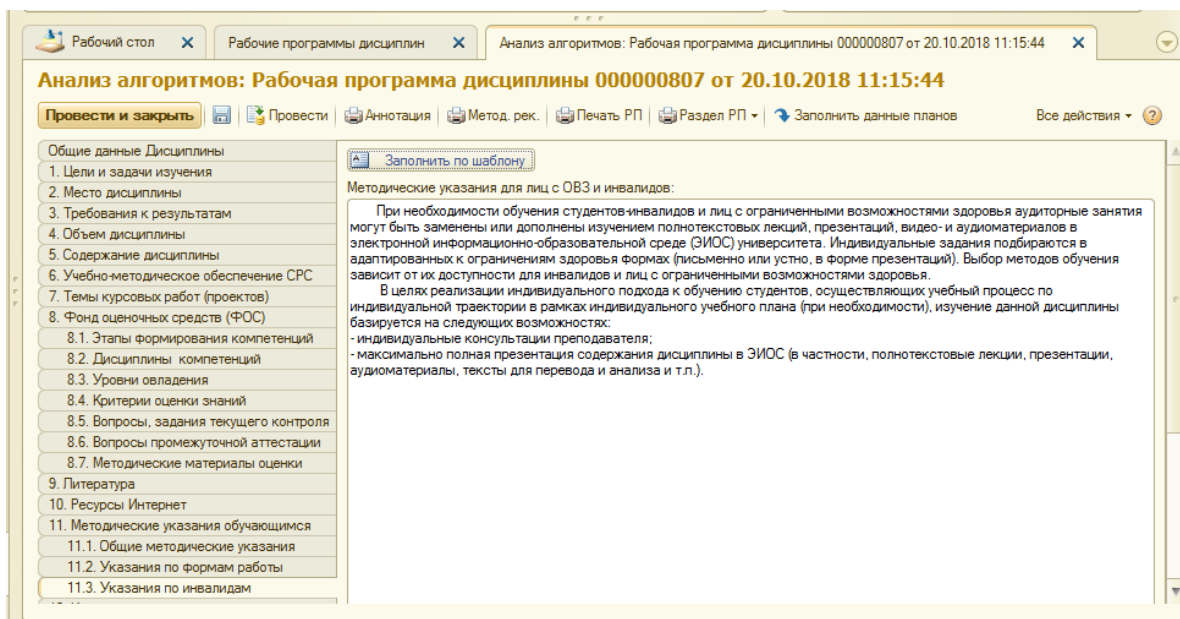 Рабочий стол
Рабочие программы дисциплин
Анализ алгоритмов: Рабочая программа дисциплины 000000807 от 20.10.2018 11:15:44
Анализ алгоритмов: Рабочая программа дисциплины 000000807 от 20.10.2018 11:15:44
Провести и закрыть Провести Аннотация Метод. рек. Печать РП Раздел РП Заполнить данные планов Все действия ?
Общие данные Дисциплины
1. Цели и задачи изучения
2. Место дисциплины
3. Требования к результатам
4. Объем дисциплины
5. Содержание дисциплины
6. Учебно-методическое обеспечение СРС
7. Темы курсовых работ (проектов)
8. Фонд оценочных средств (ФОС)
8.1. Этапы формирования компетенций
8.2. Дисциплины компетенций
8.3. Уровни овладения
8.4. Критерии оценки знаний
8.5. Вопросы, задания текущего контроля
8.6. Вопросы промежуточной аттестации
8.7. Методические материалы оценки
9. Литература
10. Ресурсы Интернет
11. Методические указания обучающимся
11.1. Общие методические указания
11.2. Указания по формам работы
11.3. Указания по инвалидам
Заполнить по шаблону
Методические указания для лиц с ОВЗ и инвалидов:
При необходимости обучения студентов-инвалидов и лиц с ограниченными возможностями здоровья аудиторные занятия
могут быть заменены или дополнены изучением полнотекстовых лекций, презентаций, видео- и аудиоматериалов в
электронной информационно-образовательной среде (ЭИОС) университета. Индивидуальные задания подбираются в
адаптированных к ограничениям здоровья формах (письменно или устно, в форме презентаций). Выбор методов обучения
зависит от их доступности для инвалидов и лиц с ограниченными возможностями здоровья.
В целях реализации индивидуального подхода к обучению студентов, осуществляющих учебный процесс по
индивидуальной траектории в рамках индивидуального учебного плана (при необходимости), изучение данной дисциплины
базируется на следующих возможностях:
- индивидуальные консультации преподавателя;
- максимально полная презентация содержания дисциплины в ЭИОС (в частности, полнотекстовые лекции, презентации,
аудиоматериалы, тексты для перевода и анализа и т.п.).